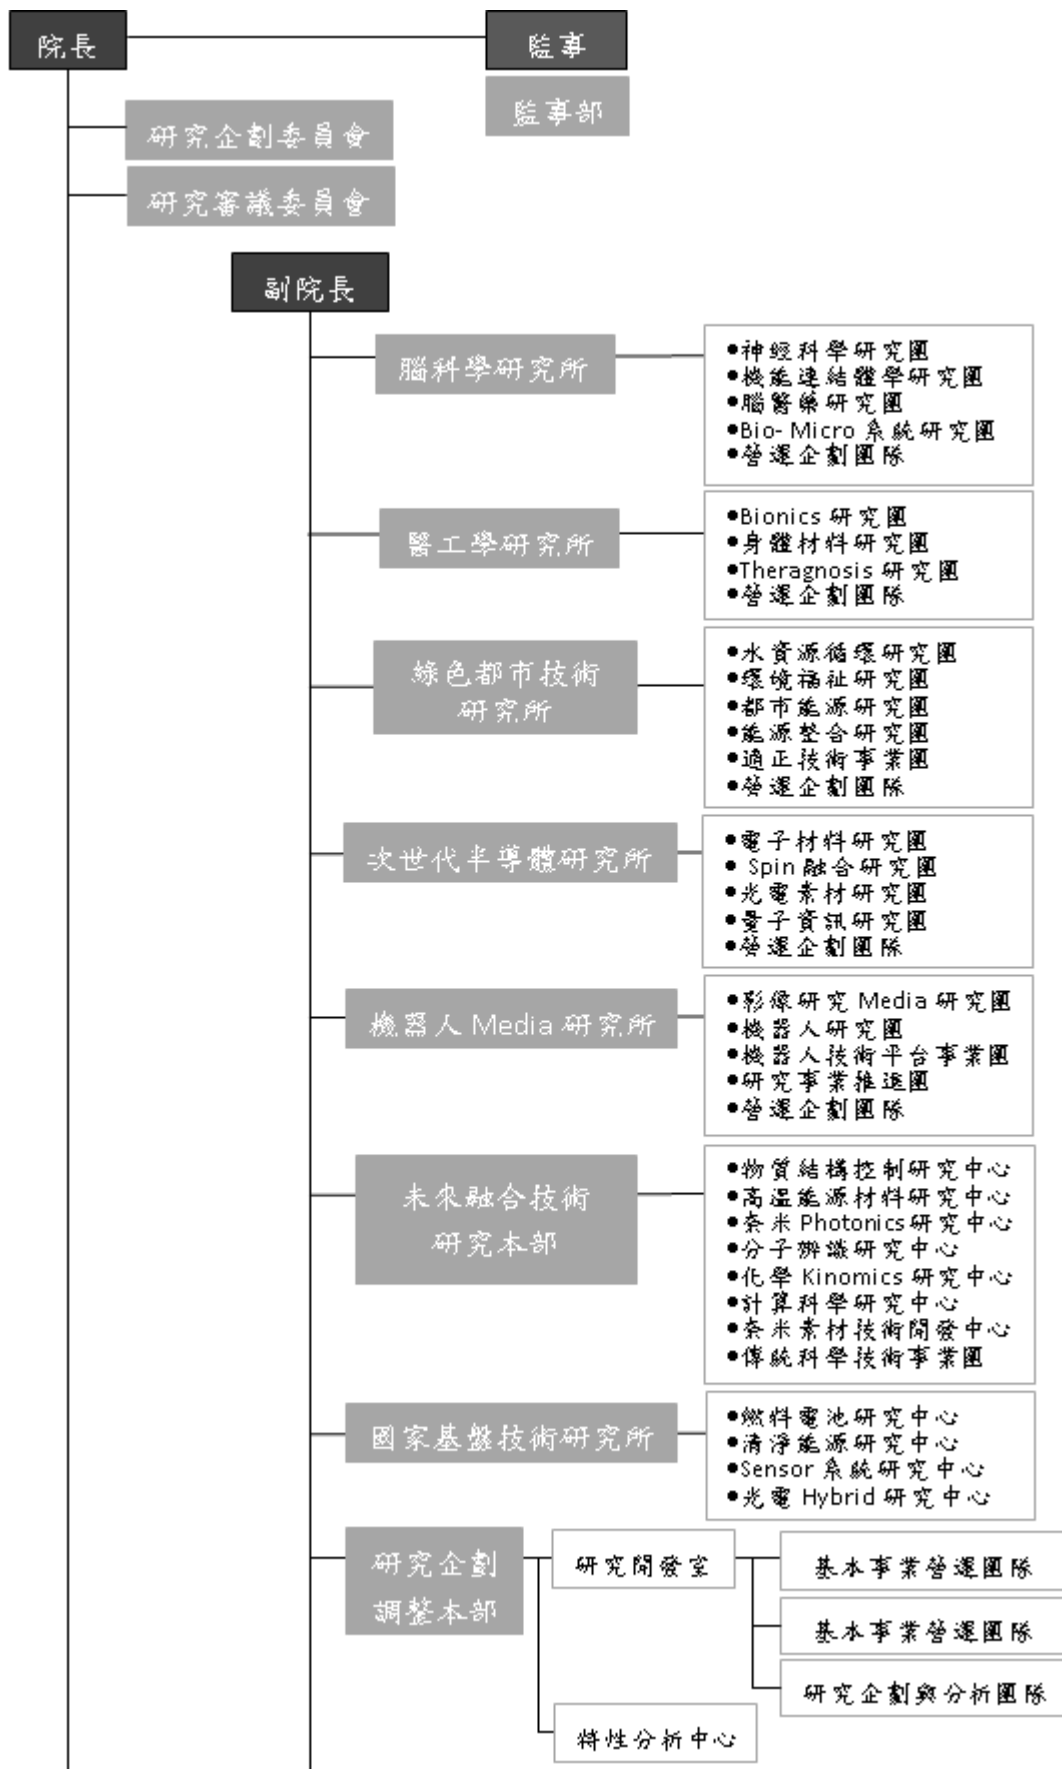 院長
監事
監事部
研究企劃委員會
研究審議委員會
副院長
腦科學研究所
●神經科學研究團
●機能連結體學研究團
●腦醫藥研究團
●Bio- Micro 系統研究團
●營運企劃團隊
醫工學研究所
●Bionics 研究團
●身體材料研究團
●Theragnosis 研究團
●營運企劃團隊
綠色都市技術
研究所
●水資源循環研究團
●環境福祉研究團
●都市能源研究團
●能源整合研究團
●適正技術事業團
●營運企劃團隊
次世代半導體研究所
●電子材料研究團
● Spin 融合研究團
●光電素材研究團
●量子資訊研究團
●營運企劃團隊
機器人 Media 研究所
●影像研究 Media 研究團
●機器人研究團
●機器人技術平台事業團
●研究事業推進團
●營運企劃團隊
未來融合技術
研究本部
●物質結構控制研究中心
●高溫能源材料研究中心
●奈米 Photonics 研究中心
●分子辨識研究中心
●化學 Kinomics 研究中心
●計算科學研究中心
●奈米素材技術開發中心
●傳統科學技術事業團
國家基盤技術研究所
●燃料電池研究中心
●清淨能源研究中心
●Sensor 系統研究中心
●光電 Hybrid 研究中心
研究企劃
調整本部
研究開發室
基本事業營運團隊
基本事業營運團隊
研究企劃與分析團隊
特性分析中心